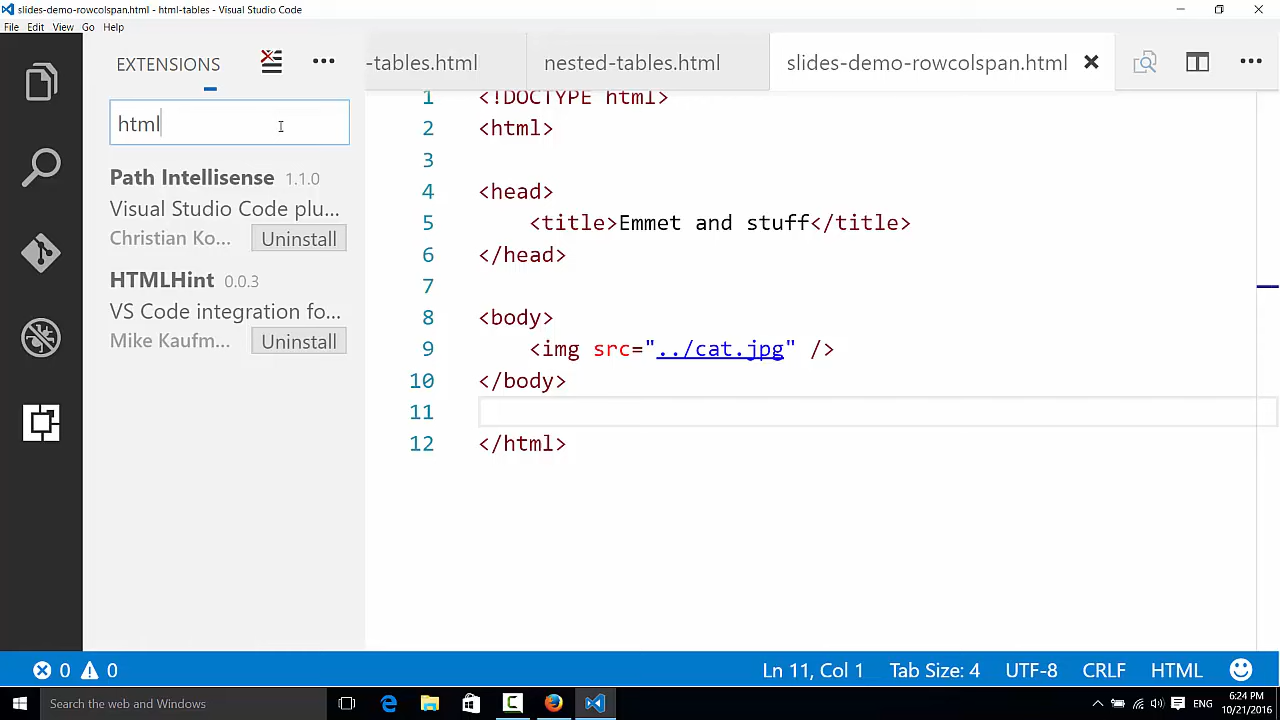 slides-demo-rowcolspan.html - html-tables - Visual Studio Code
File Edit View Go Help
EXTENSIONS
html
Path Intellisense 1.1.0
Visual Studio Code plu...
Christian Ko... Uninstall
HTMLHint 0.0.3
VS Code integration fo...
Mike Kaufm... Uninstall
-tables.html nested-tables.html slides-demo-rowcolspan.html
1 <!DOCTYPE html>
2 <html>
3
4 <head>
5 <title>Emmet and stuff</title>
6 </head>
7
8 <body>
9 <img src="../cat.jpg" />
10 </body>
11
12 </html>
0 0 Ln 11, Col 1 Tab Size: 4 UTF-8 CRLF HTML
Search the web and Windows
ENG
6:24 PM
10/21/2016